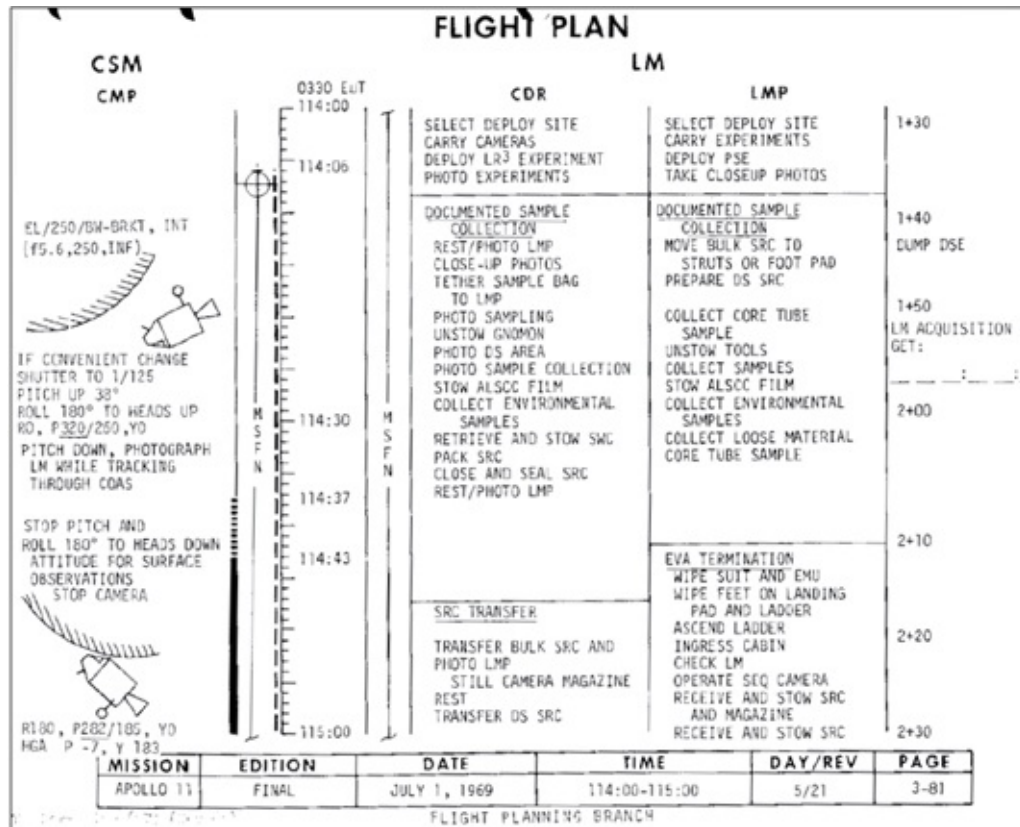 FLIGHT PLAN
CSM
CMP
LM
CDR
LMP
0330 EDT
114:00
114:06
114:30
114:37
114:43
115:00
MSFN
MSFN
EL/250/BW-BRKT, INT
(f5.6,250,INF)
IF CONVENIENT CHANGE
SHUTTER TO 1/125
PITCH UP 38°
ROLL 180° TO HEADS UP
RO, P320/260, YO
PITCH DOWN, PHOTOGRAPH
LM WHILE TRACKING
THROUGH COAS
STOP PITCH AND
ROLL 180° TO HEADS DOWN
ATTITUDE FOR SURFACE
OBSERVATIONS
STOP CAMERA
R180, P282/185, YO
HGA P -7, Y 183
SELECT DEPLOY SITE
CARRY CAMERAS
DEPLOY LR3 EXPERIMENT
PHOTO EXPERIMENTS
DOCUMENTED SAMPLE
COLLECTION
REST/PHOTO LMP
CLOSE-UP PHOTOS
TETHER SAMPLE BAG
TO LMP
PHOTO SAMPLING
UNSTOW GNOMON
PHOTO DS AREA
PHOTO SAMPLE COLLECTION
STOW ALSCC FILM
COLLECT ENVIRONMENTAL
SAMPLES
RETRIEVE AND STOW SWC
PACK SRC
CLOSE AND SEAL SRC
REST/PHOTO LMP
SRC TRANSFER
TRANSFER BULK SRC AND
PHOTO LMP
STILL CAMERA MAGAZINE
REST
TRANSFER DS SRC
SELECT DEPLOY SITE
CARRY EXPERIMENTS
DEPLOY PSE
TAKE CLOSEUP PHOTOS
DOCUMENTED SAMPLE
COLLECTION
MOVE BULK SRC TO
STRUTS OR FOOT PAD
PREPARE DS SRC
COLLECT CORE TUBE
SAMPLE
UNSTOW TOOLS
COLLECT SAMPLES
STOW ALSCC FILM
COLLECT ENVIRONMENTAL
SAMPLES
COLLECT LOOSE MATERIAL
CORE TUBE SAMPLE
EVA TERMINATION
WIPE SUIT AND EMU
WIPE FEET ON LANDING
PAD AND LADDER
ASCEND LADDER
INGRESS CABIN
CHECK LM
OPERATE SEQ CAMERA
RECEIVE AND STOW SRC
AND MAGAZINE
RECEIVE AND STOW SRC
1+30
1+40
DUMP DSE
1+50
LM ACQUISITION
GET:
__:__:__
2+00
2+10
2+20
2+30
MISSION EDITION DATE TIME DAY/REV PAGE
APOLLO 11 FINAL JULY 1, 1969 114:00-115:00 5/21 3-81
FLIGHT PLANNING BRANCH